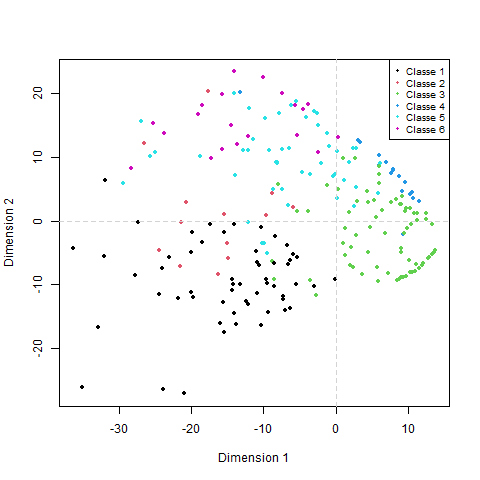 Classe 1
Classe 2
Classe 3
Classe 4
Classe 5
Classe 6
Dimension 2
20
10
0
-10
-20
-30
-20
-10
0
10
Dimension 1